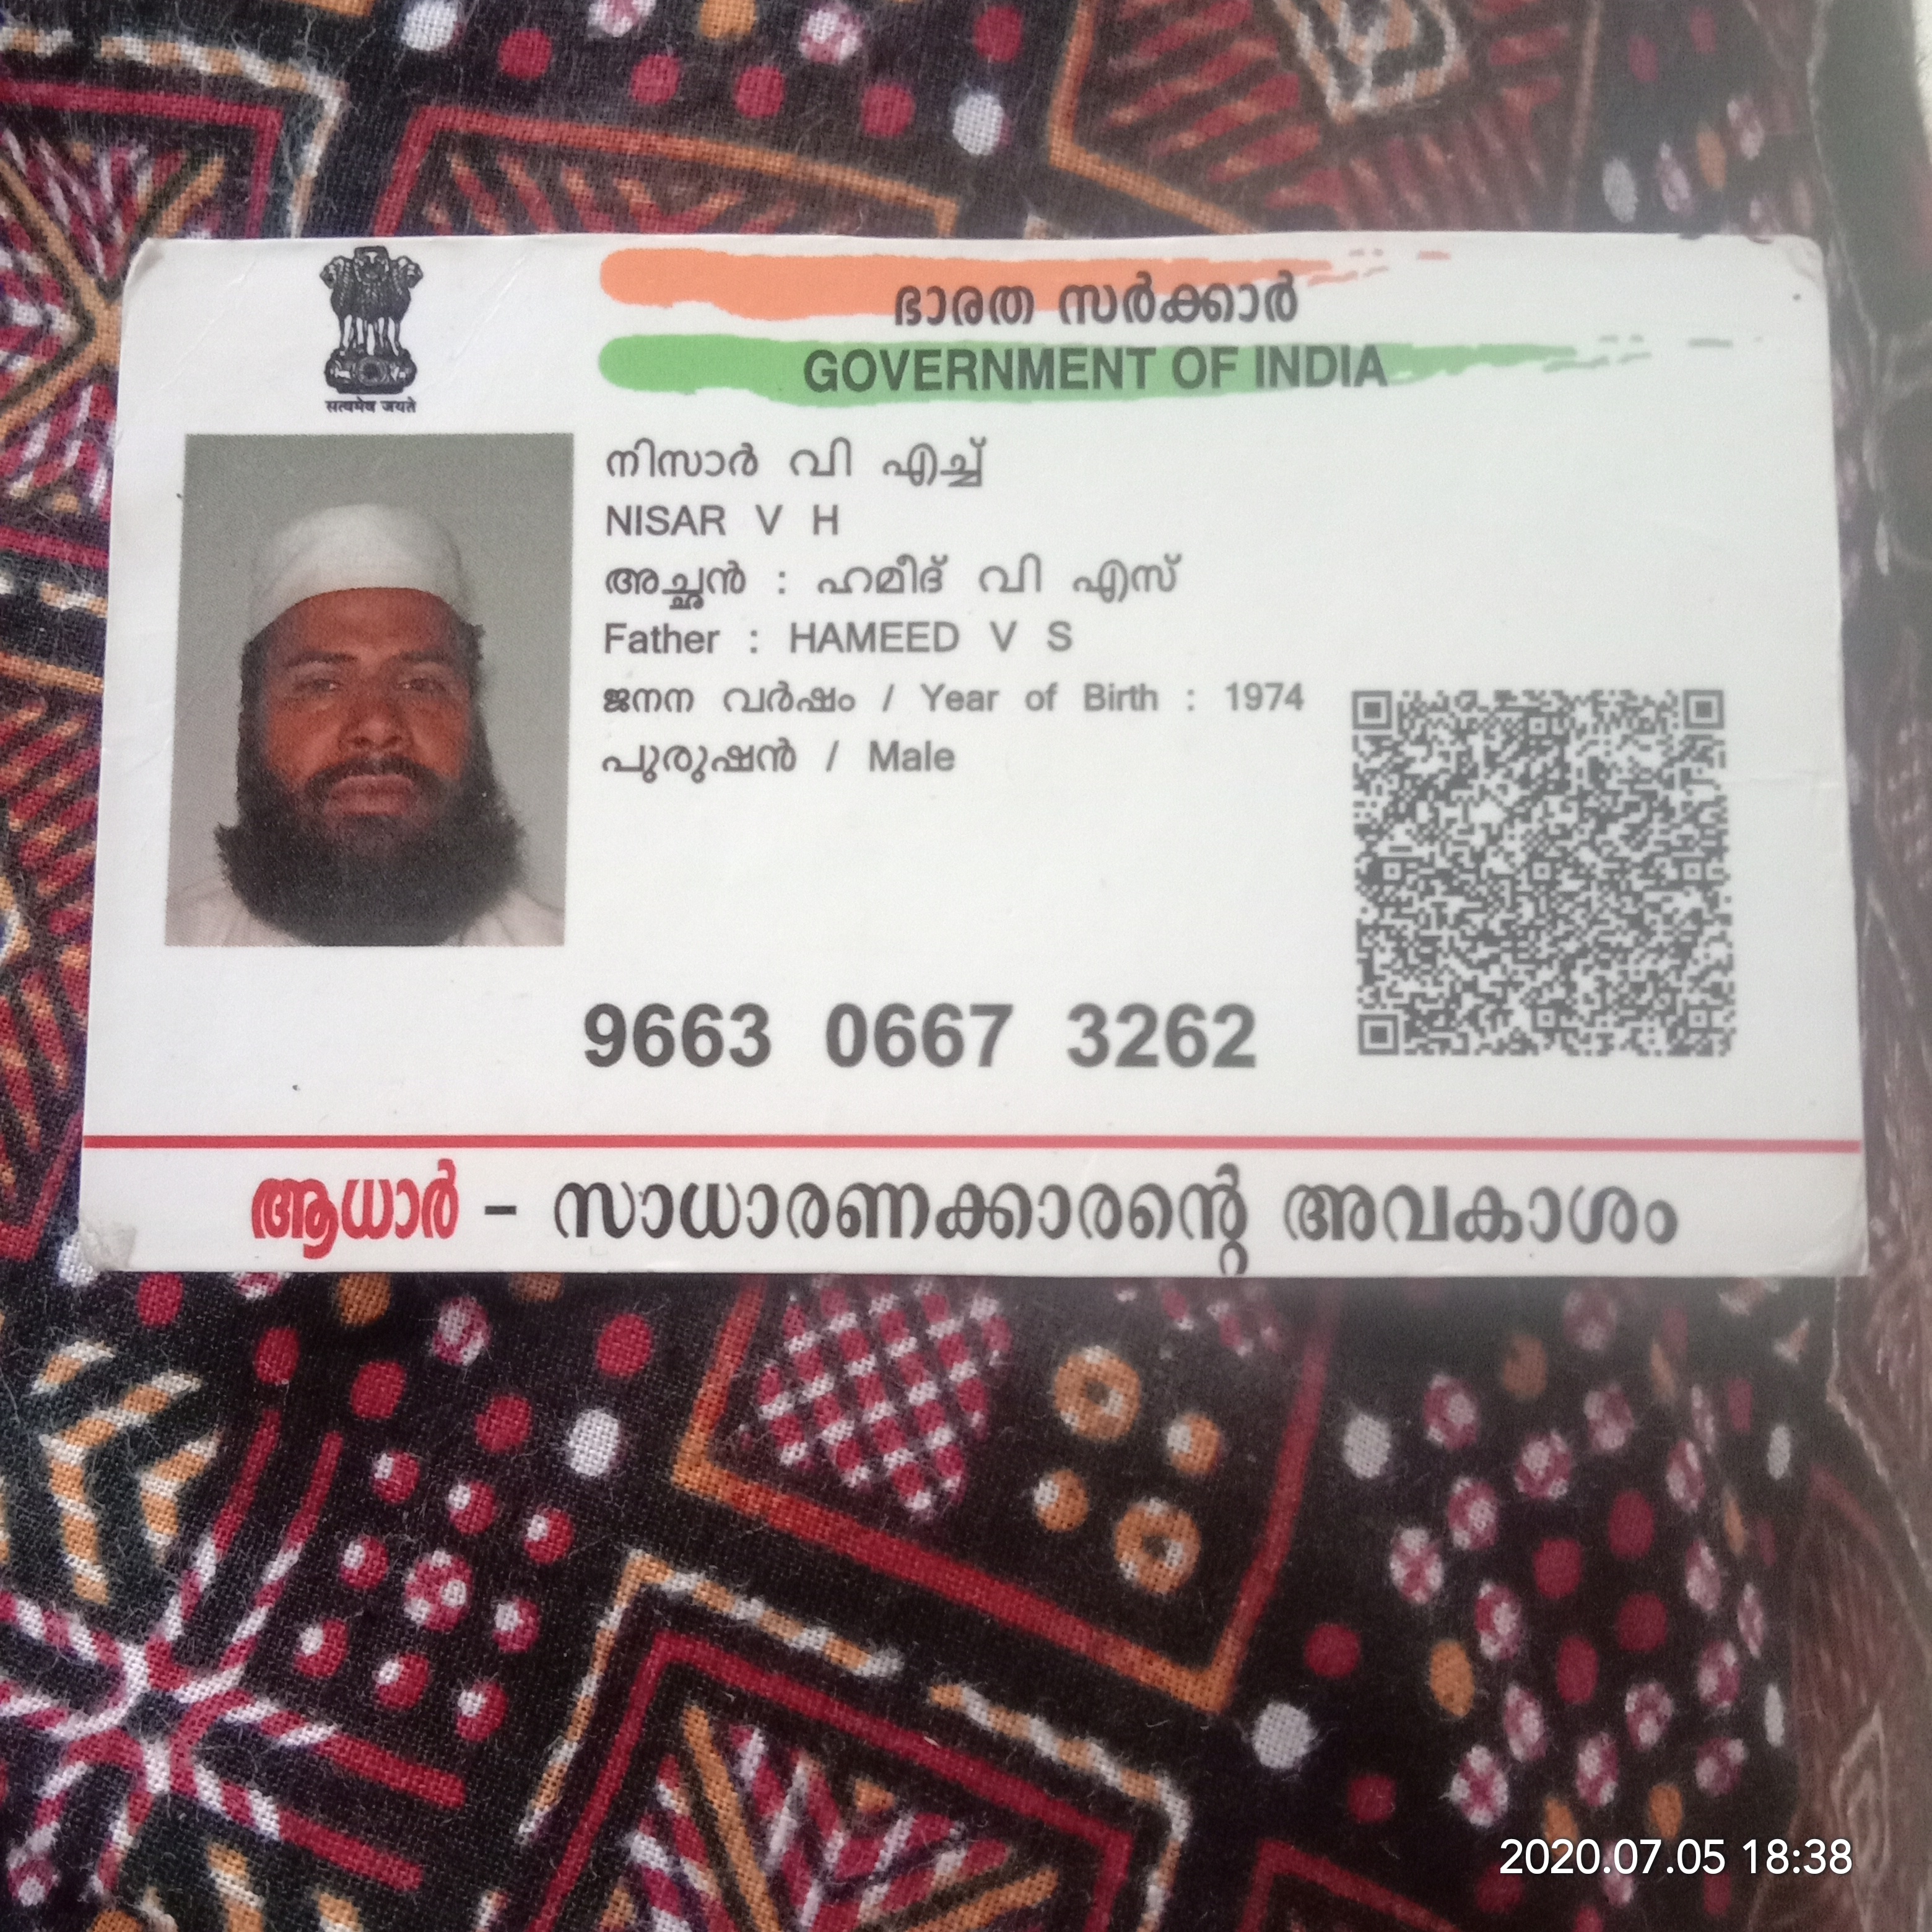 ഭാരത സർക്കാർ
GOVERNMENT OF INDIA
सत्यमेव जयते
നിസാർ വി എച്ച്
NISAR V H
അച്ഛൻ : ഹമീദ് വി എസ്
Father : HAMEED V S
ജനന വർഷം / Year of Birth : 1974
പുരുഷൻ / Male
9663 0667 3262
ആധാർ - സാധാരണക്കാരന്റെ അവകാശം
2020.07.05 18:38